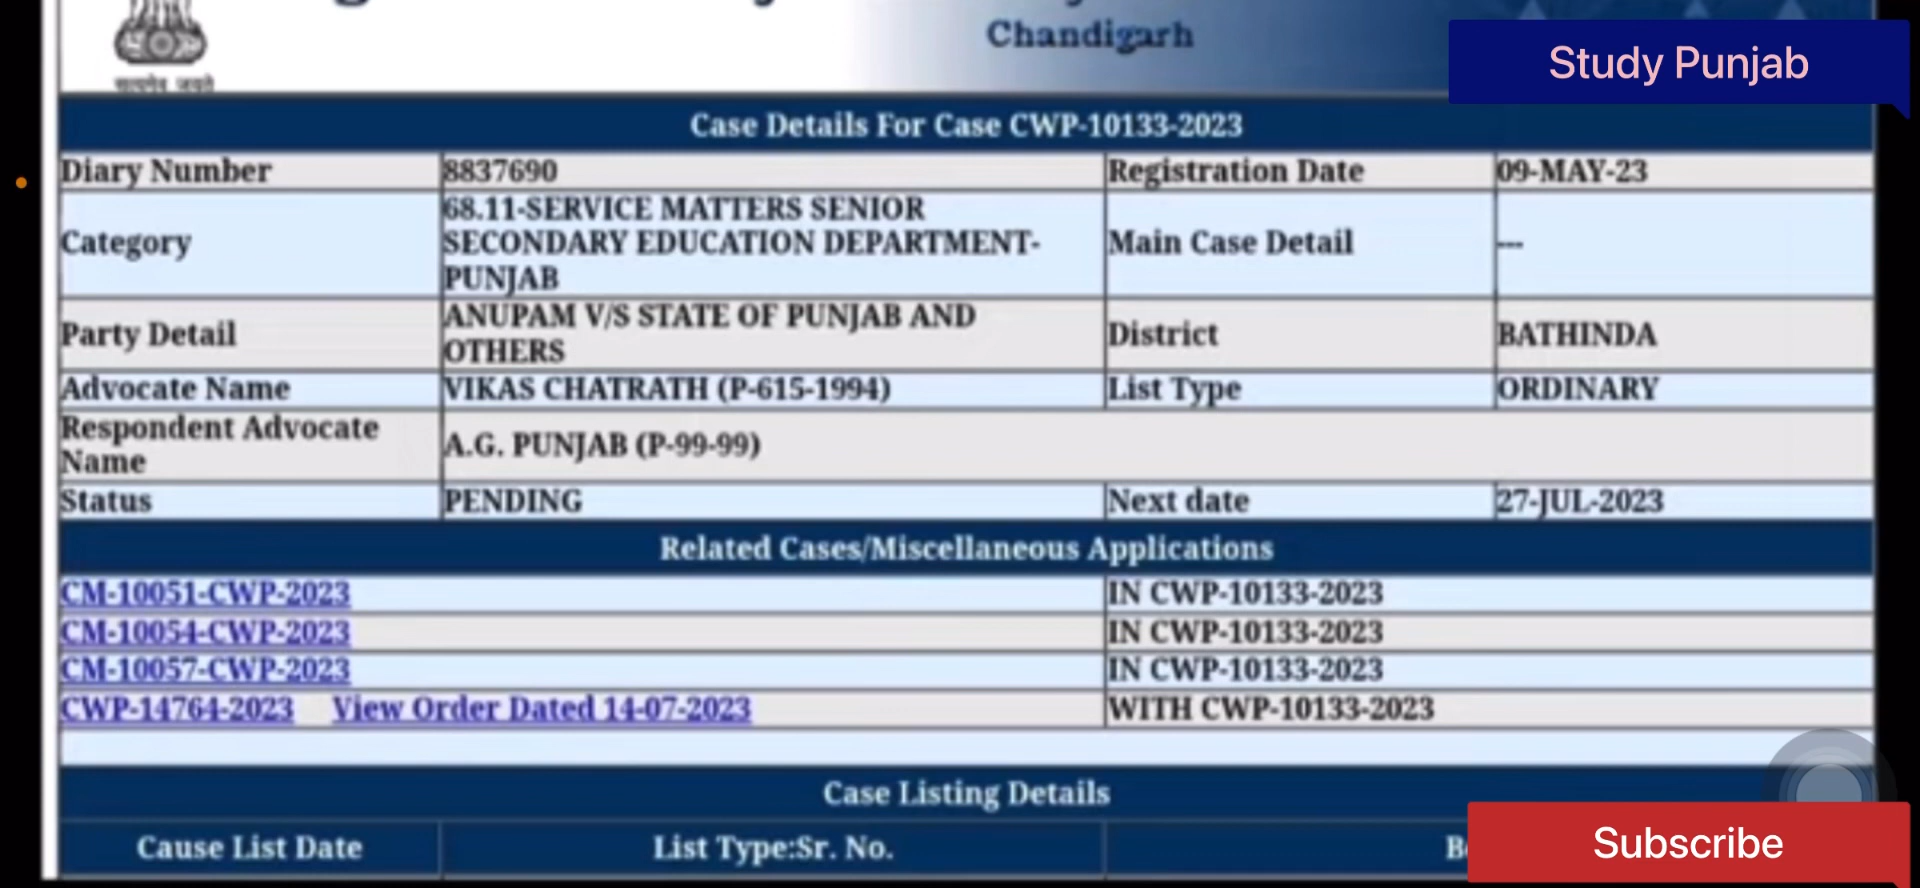 Chandigarh
Study Punjab
सत्यमेव जयते
Case Details For Case CWP-10133-2023
Diary Number 8837690 Registration Date 09-MAY-23
Category 68.11-SERVICE MATTERS SENIOR SECONDARY EDUCATION DEPARTMENT-PUNJAB Main Case Detail ---
Party Detail ANUPAM V/S STATE OF PUNJAB AND OTHERS District BATHINDA
Advocate Name VIKAS CHATRATH (P-615-1994) List Type ORDINARY
Respondent Advocate Name A.G. PUNJAB (P-99-99)
Status PENDING Next date 27-JUL-2023
Related Cases/Miscellaneous Applications
CM-10051-CWP-2023 IN CWP-10133-2023
CM-10054-CWP-2023 IN CWP-10133-2023
CM-10057-CWP-2023 IN CWP-10133-2023
CWP-14764-2023 View Order Dated 14-07-2023 WITH CWP-10133-2023
Case Listing Details
Cause List Date List Type:Sr. No.
Subscribe